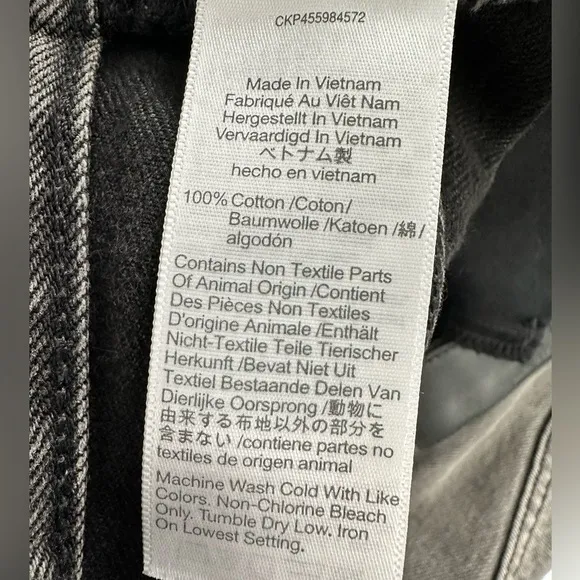 CKP455984572
Made In Vietnam
Fabriqué Au Viêt Nam
Hergestellt In Vietnam
Vervaardigd In Vietnam
ベトナム製
hecho en vietnam
100% Cotton /Coton/
Baumwolle /Katoen /綿/
algodón
Contains Non Textile Parts
Of Animal Origin /Contient
Des Pièces Non Textiles
D'origine Animale /Enthält
Nicht-Textile Teile Tierischer
Herkunft /Bevat Niet Uit
Textiel Bestaande Delen Van
Dierlijke Oorsprong /動物に
由来する布地以外の部分を
含まない /contiene partes no
textiles de origen animal
Machine Wash Cold With Like
Colors. Non-Chlorine Bleach
Only. Tumble Dry Low. Iron
On Lowest Setting.